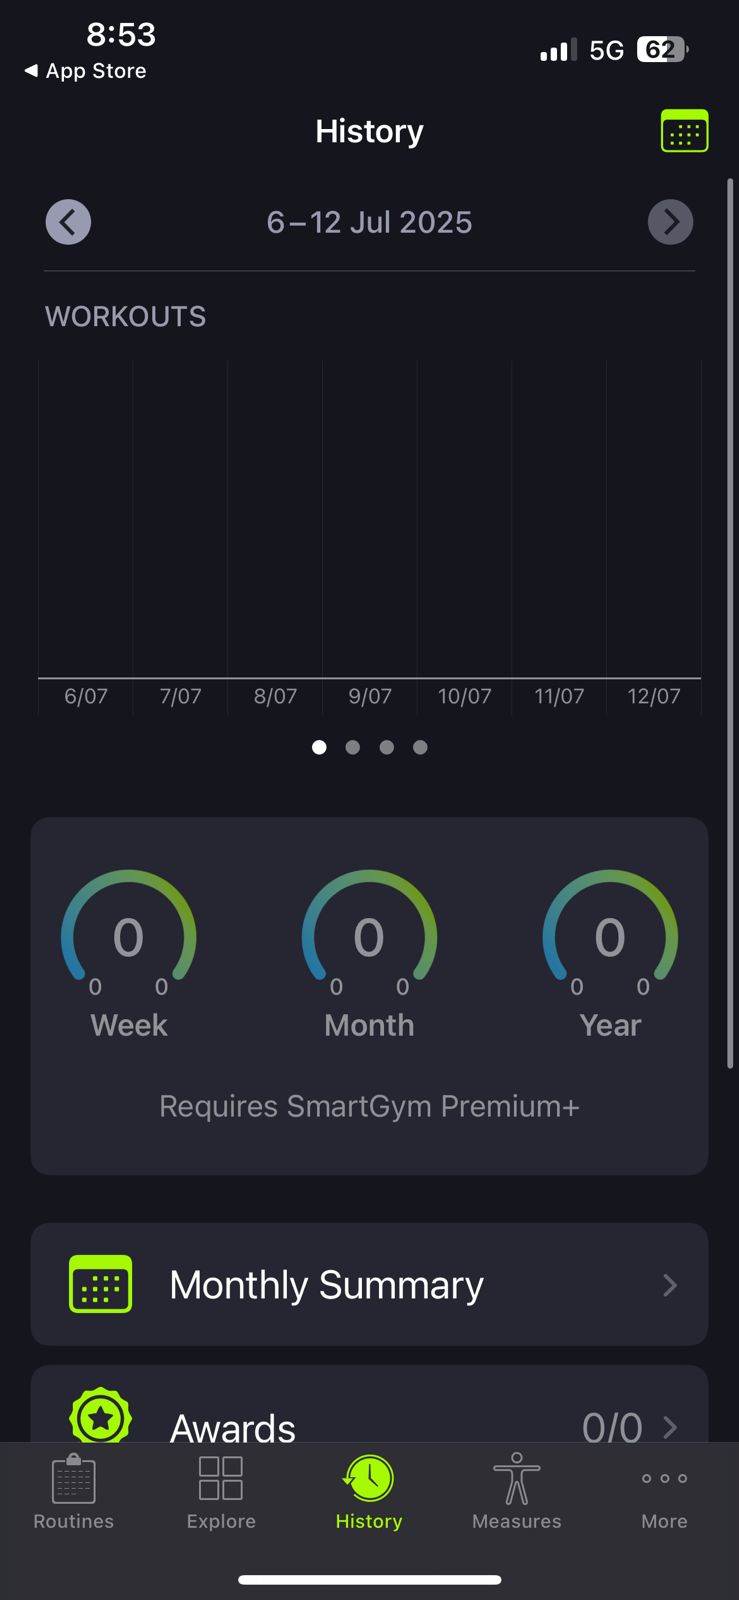 8:53
5G
62
App Store
History
6–12 Jul 2025
WORKOUTS
6/07 7/07 8/07 9/07 10/07 11/07 12/07
0 0 0
0 0 0 0 0 0
Week Month Year
Requires SmartGym Premium+
Monthly Summary
Awards 0/0
Routines Explore History Measures More